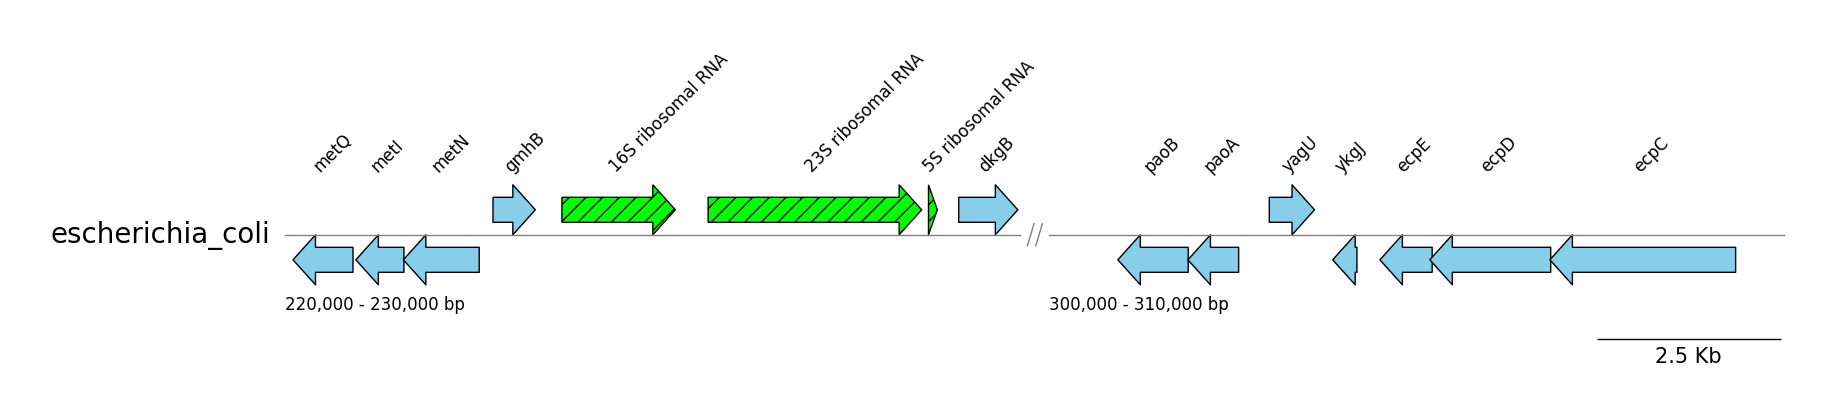 metQ
metI
metN
gmhB
16S ribosomal RNA
23S ribosomal RNA
5S ribosomal RNA
dkgB
paoB
paoA
yagU
ykgJ
ecpE
ecpD
ecpC
escherichia_coli
220,000 - 230,000 bp
300,000 - 310,000 bp
2.5 Kb